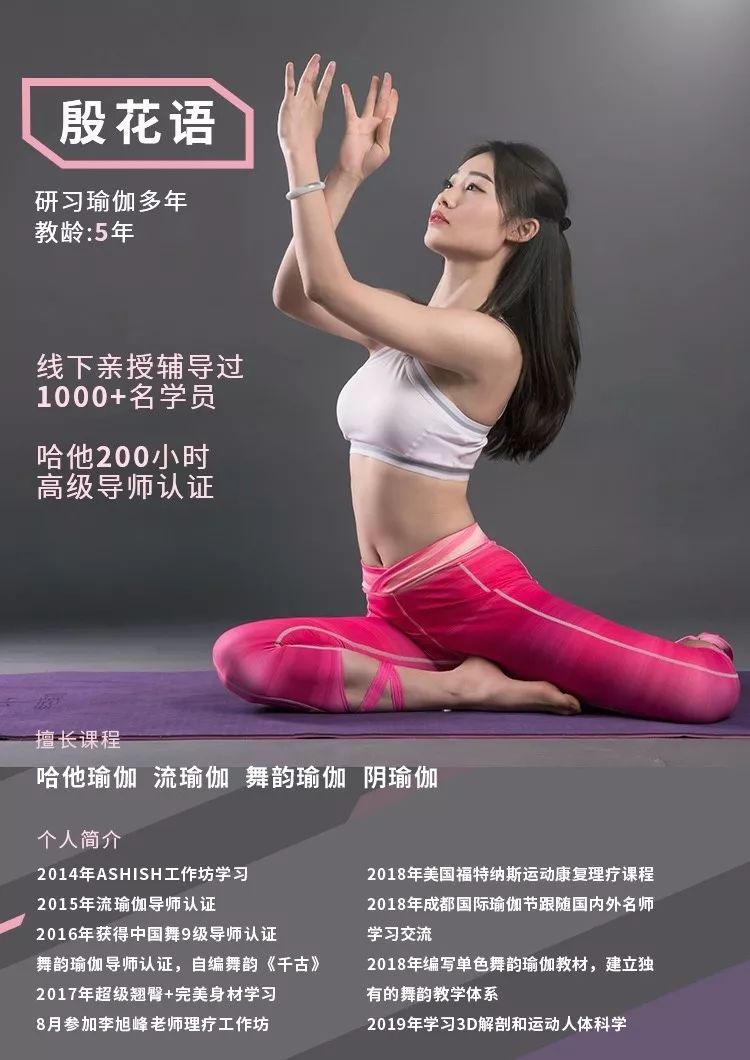 殷花语
研习瑜伽多年
教龄:5年
线下亲授辅导过
1000+名学员
哈他200小时
高级导师认证
擅长课程
哈他瑜伽 流瑜伽 舞韵瑜伽 阴瑜伽
个人简介
2014年ASHISH工作坊学习
2015年流瑜伽导师认证
2016年获得中国舞9级导师认证
舞韵瑜伽导师认证，自编舞韵《千古》
2017年超级翘臀+完美身材学习
8月参加李旭峰老师理疗工作坊
2018年美国福特纳斯运动康复理疗课程
2018年成都国际瑜伽节跟随国内外名师
学习交流
2018年编写单色舞韵瑜伽教材，建立独
有的舞韵教学体系
2019年学习3D解剖和运动人体科学